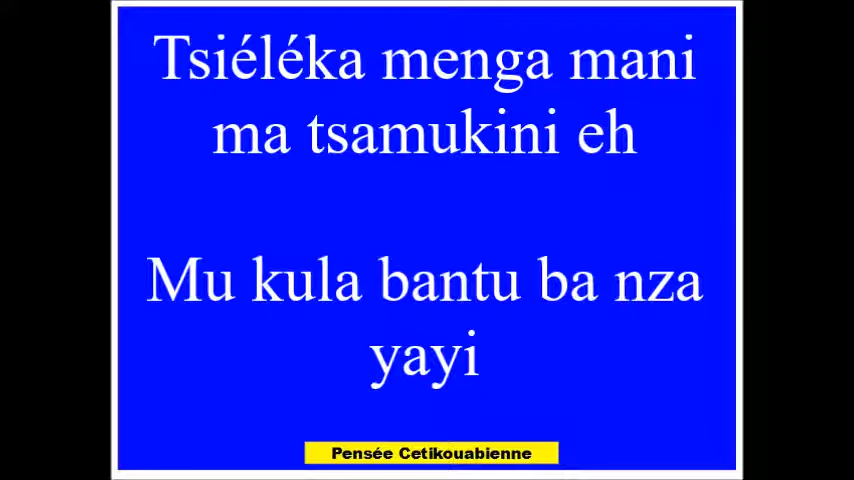 Tsiéléka menga mani
ma tsamukini eh
Mu kula bantu ba nza
yayi
Pensée Cetikouabienne